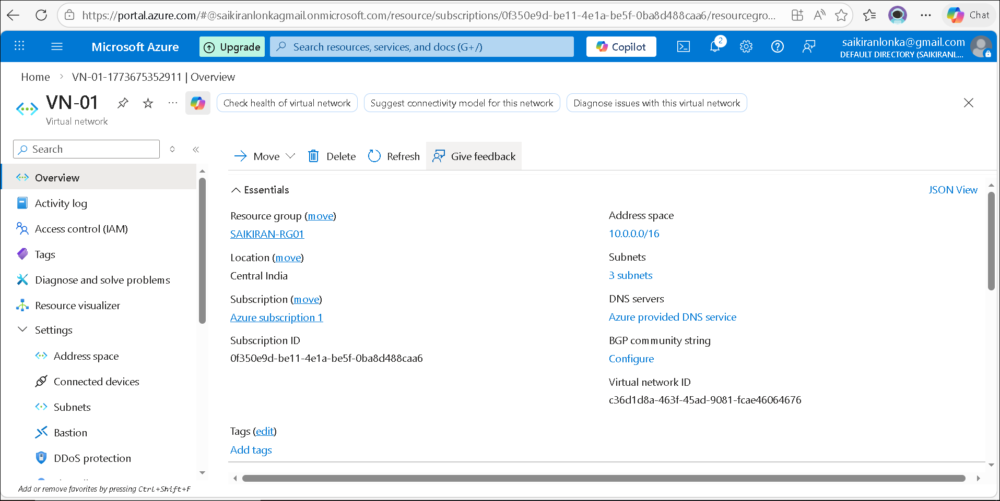 https://portal.azure.com/#@saikiranlonkagmail.onmicrosoft.com/resource/subscriptions/0f350e9d-be11-4e1a-be5f-0ba8d488caa6/resourcegro...
Chat
Microsoft Azure
Upgrade
Search resources, services, and docs (G+/)
Copilot
2
saikiranlonka@gmail.com
DEFAULT DIRECTORY (SAIKIRANL...
Home > VN-01-1773675352911 | Overview
VN-01
Virtual network
Check health of virtual network
Suggest connectivity model for this network
Diagnose issues with this virtual network
Search
Overview
Activity log
Access control (IAM)
Tags
Diagnose and solve problems
Resource visualizer
Settings
Address space
Connected devices
Subnets
Bastion
DDoS protection
Add or remove favorites by pressing Ctrl+Shift+F
Move
Delete
Refresh
Give feedback
Essentials
JSON View
Resource group (move)
SAIKIRAN-RG01
Location (move)
Central India
Subscription (move)
Azure subscription 1
Subscription ID
0f350e9d-be11-4e1a-be5f-0ba8d488caa6
Address space
10.0.0.0/16
Subnets
3 subnets
DNS servers
Azure provided DNS service
BGP community string
Configure
Virtual network ID
c36d1d8a-463f-45ad-9081-fcae46064676
Tags (edit)
Add tags